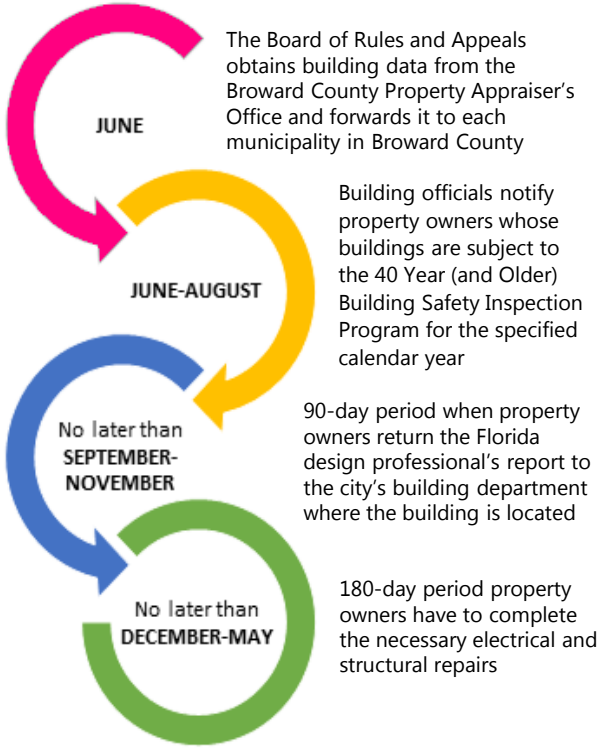 The Board of Rules and Appeals
obtains building data from the
Broward County Property Appraiser's
Office and forwards it to each
municipality in Broward County
JUNE
Building officials notify
property owners whose
buildings are subject to
the 40 Year (and Older)
Building Safety Inspection
Program for the specified
calendar year
JUNE-AUGUST
90-day period when property
owners return the Florida
design professional's report to
the city's building department
where the building is located
No later than
SEPTEMBER-
NOVEMBER
180-day period property
owners have to complete
the necessary electrical and
structural repairs
No later than
DECEMBER-MAY